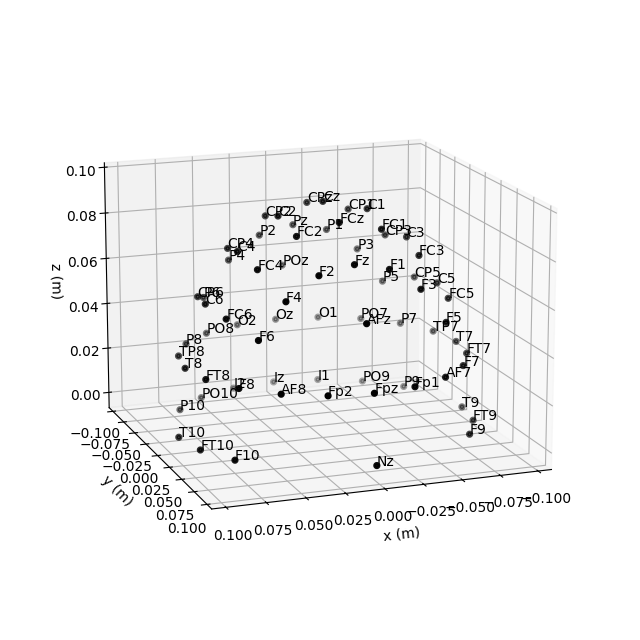 0.10
0.08
0.06
0.04
0.02
0.00
z (m)
Cz
C1
C2
FCz
Pz
P1
P2
FC1
FC2
C3
P3
CP4
P4
FC3
FC4
POz
Fz
F1
F2
CP5
P5
C5
F3
FC5
F4
C6
FC6
O2
Oz
O1
PO7
AFz
P7
F5
TP7
T7
PO8
F6
P8
TP8
T8
FT7
F7
AF7
FT8
F8
Iz
I1
PO9
P9
Fp1
Fpz
Fp2
AF8
PO10
P10
T9
FT9
F9
T10
FT10
F10
Nz
−0.100
−0.075
−0.050
−0.025
0.000
0.025
0.050
0.075
0.100
y (m)
0.100
0.075
0.050
0.025
0.000
−0.025
−0.050
−0.075
−0.100
x (m)